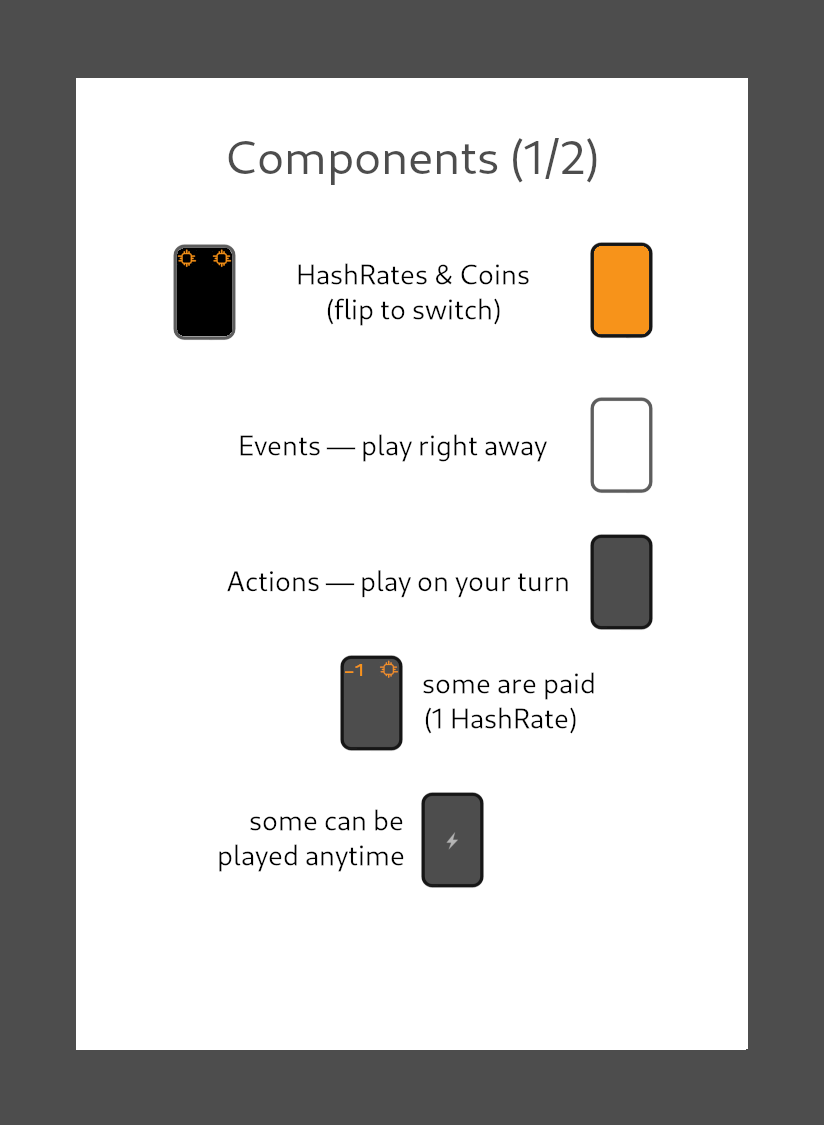 Components (1/2)
HashRates & Coins
(flip to switch)
Events — play right away
Actions — play on your turn
–1
some are paid
(1 HashRate)
some can be
played anytime